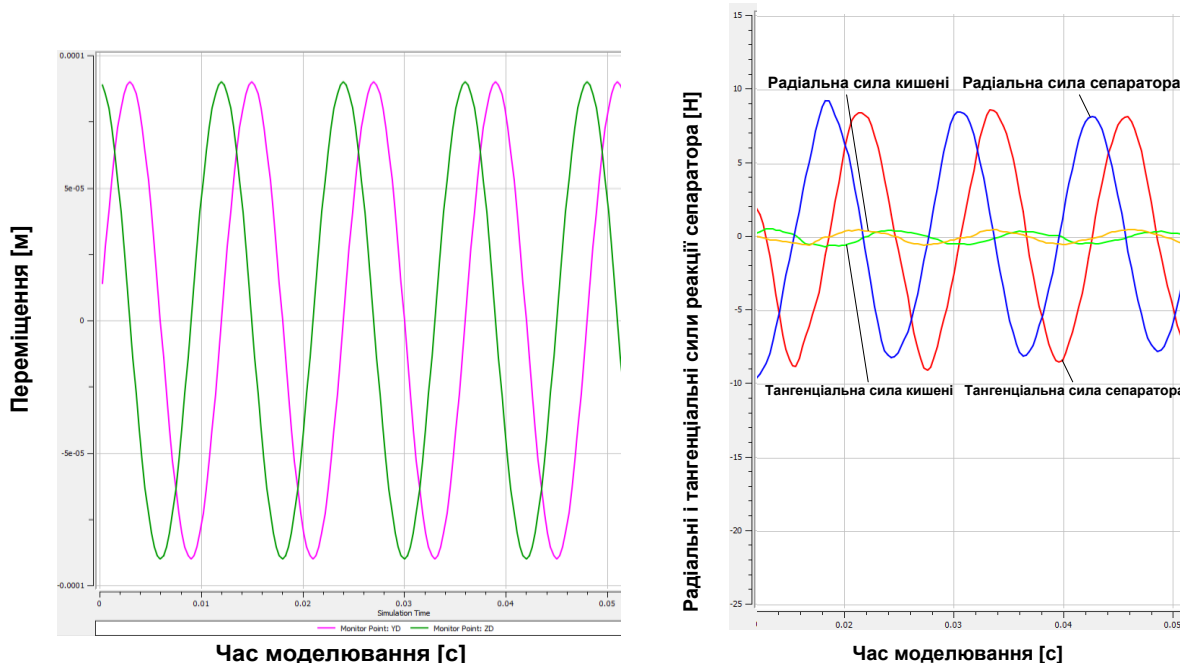 Переміщення [м]
0.0001
5e-05
0
-5e-05
-0.0001
0
0.01
0.02
0.03
0.04
0.05
Simulation Time
Monitor Point: YD
Monitor Point: ZD
Час моделювання [с]
Радіальні і тангенціальні сили реакції сепаратора [Н]
15
10
5
0
-5
-10
-15
-20
-25
Радіальна сила кишені
Радіальна сила сепаратора
Тангенціальна сила кишені
Тангенціальна сила сепаратора
0.02
0.03
0.04
0.05
Час моделювання [с]